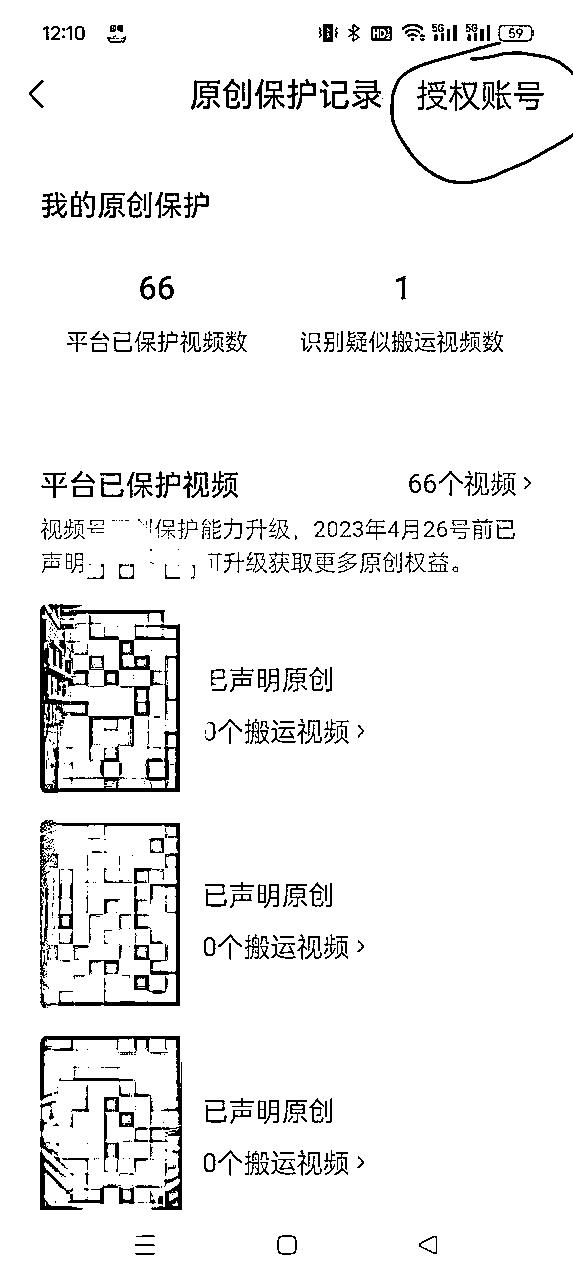 12:10 HD2 5G 5G 59
原创保护记录 授权账号
我的原创保护
66 1
平台已保护视频数 识别疑似搬运视频数
平台已保护视频 66个视频
视频号 创保护能力升级，2023年4月26号前已
声明 可升级获取更多原创权益。
已声明原创
0个搬运视频
已声明原创
0个搬运视频
已声明原创
0个搬运视频